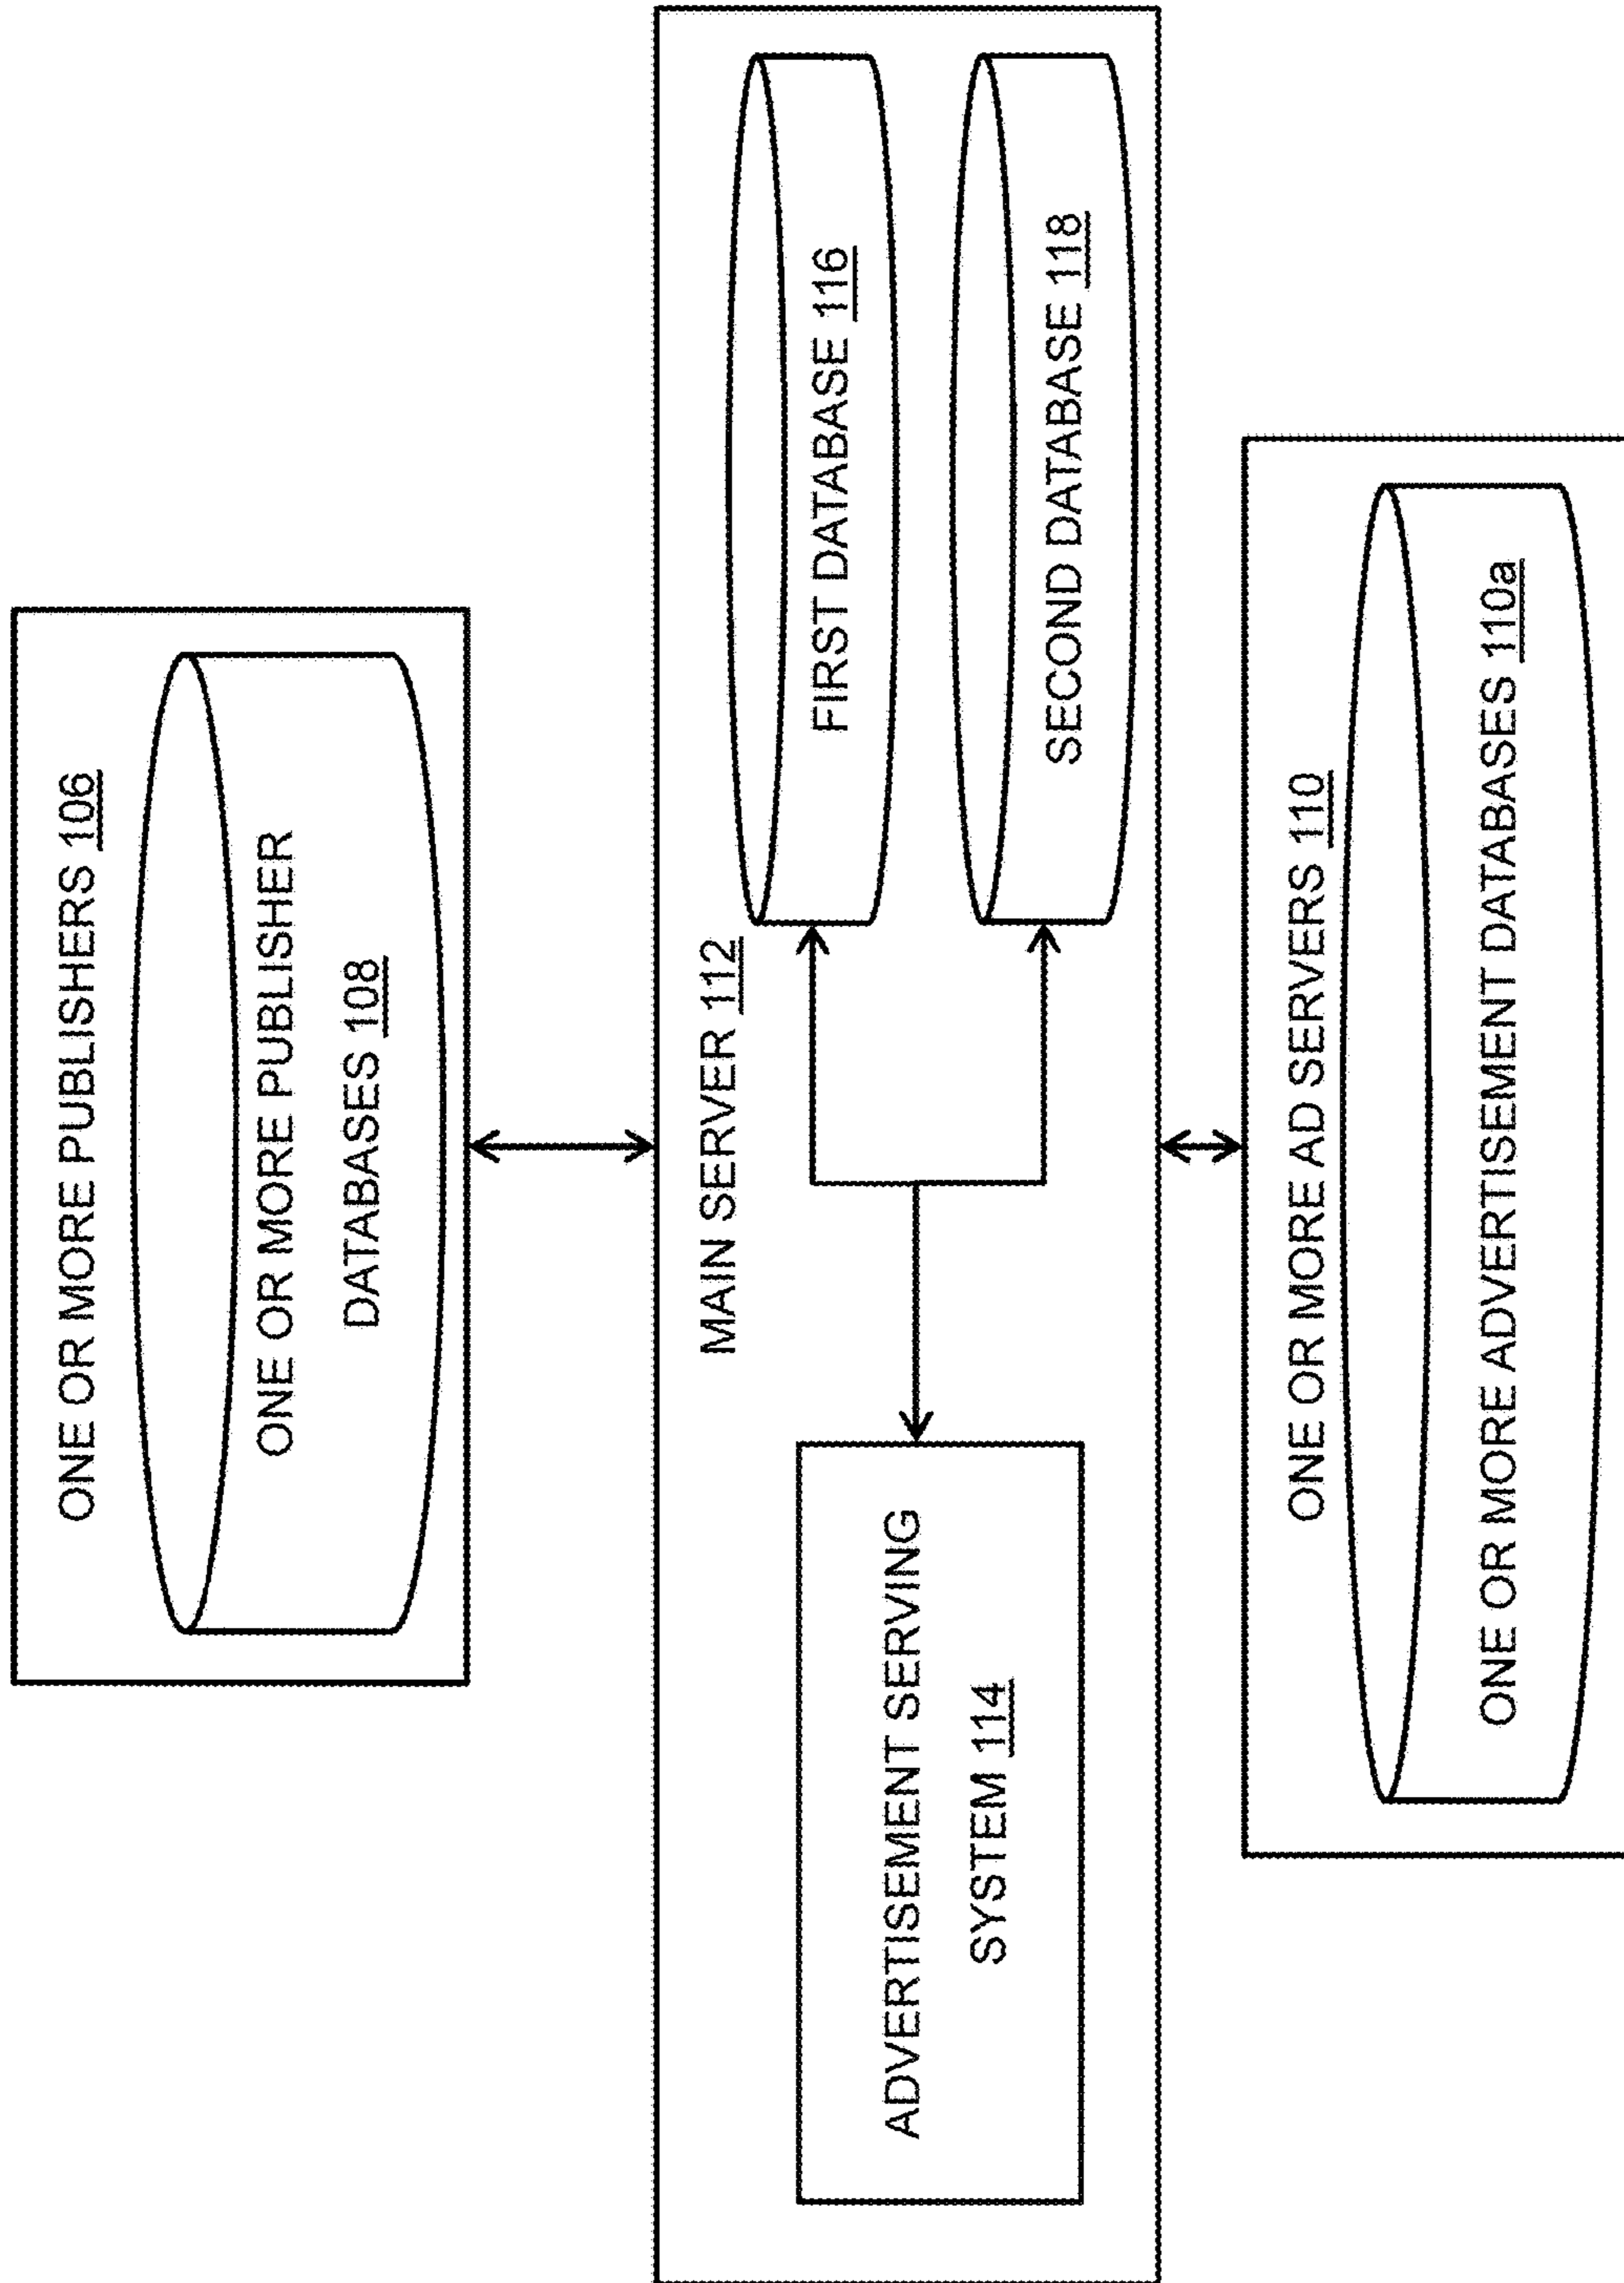 ONE OR MORE PUBLISHERS 106
ONE OR MORE PUBLISHER
DATABASES 108
MAIN SERVER 112
ADVERTISEMENT SERVING
SYSTEM 114
FIRST DATABASE 116
SECOND DATABASE 118
ONE OR MORE AD SERVERS 110
ONE OR MORE ADVERTISEMENT DATABASES 110a